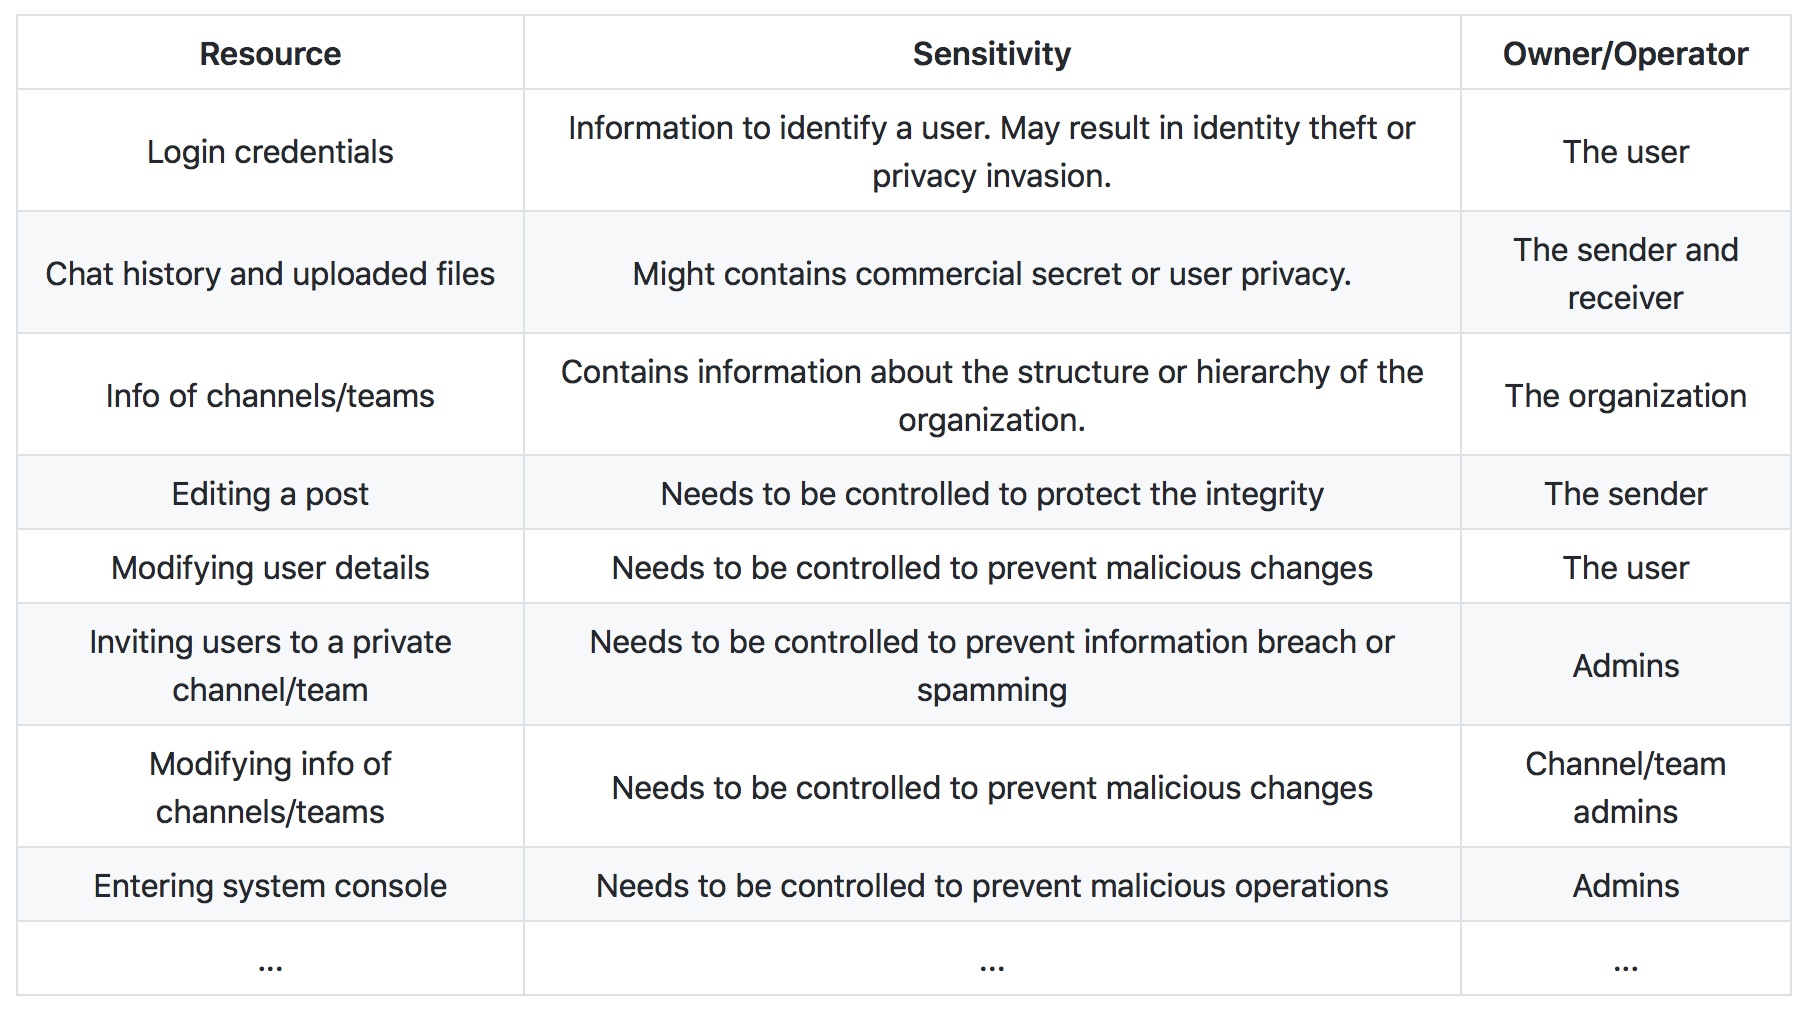 Resource
Sensitivity
Owner/Operator
Login credentials
Information to identify a user. May result in identity theft or
privacy invasion.
The user
Chat history and uploaded files
Might contains commercial secret or user privacy.
The sender and
receiver
Info of channels/teams
Contains information about the structure or hierarchy of the
organization.
The organization
Editing a post
Needs to be controlled to protect the integrity
The sender
Modifying user details
Needs to be controlled to prevent malicious changes
The user
Inviting users to a private
channel/team
Needs to be controlled to prevent information breach or
spamming
Admins
Modifying info of
channels/teams
Needs to be controlled to prevent malicious changes
Channel/team
admins
Entering system console
Needs to be controlled to prevent malicious operations
Admins
...
...
...